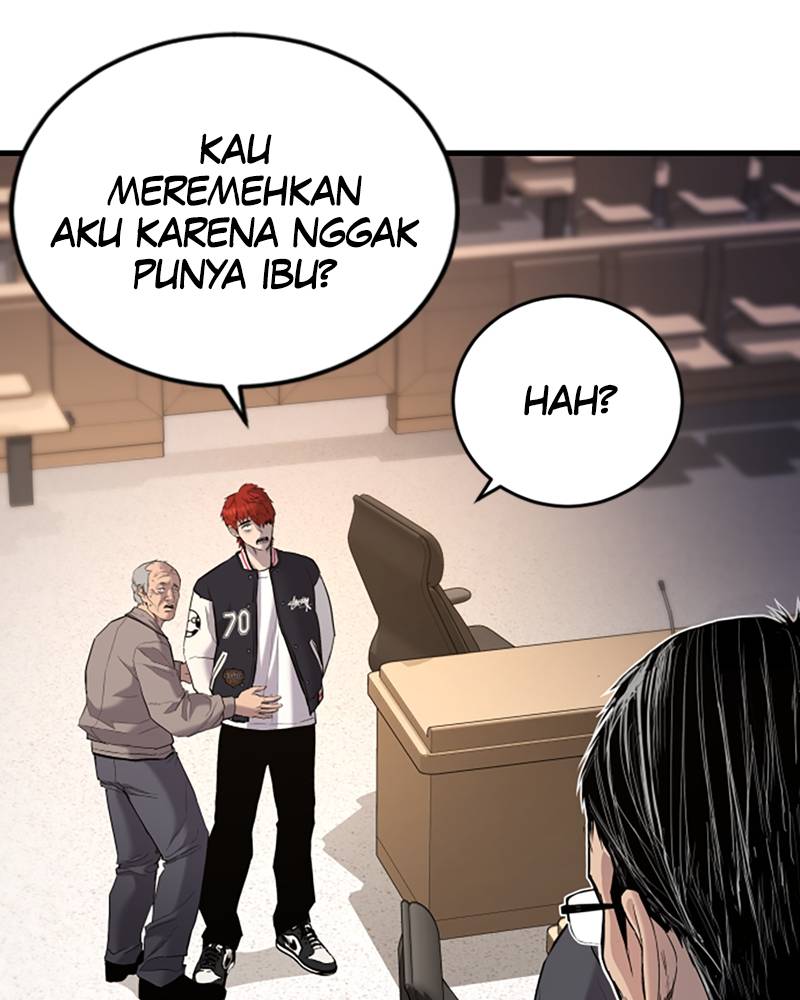 KAU
MEREMEHKAN
AKU KARENA NGGAK
PUNYA IBU?
HAH?
70